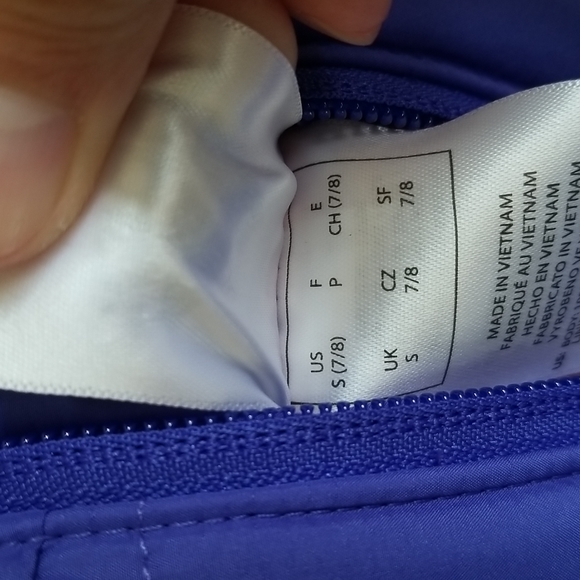 US F E
S (7/8) P CH (7/8)
UK CZ SF
S 7/8 7/8
MADE IN VIETNAM
FABRIQUÉ AU VIETNAM
HECHO EN VIETNAM
FABBRICATO IN VIETNAM